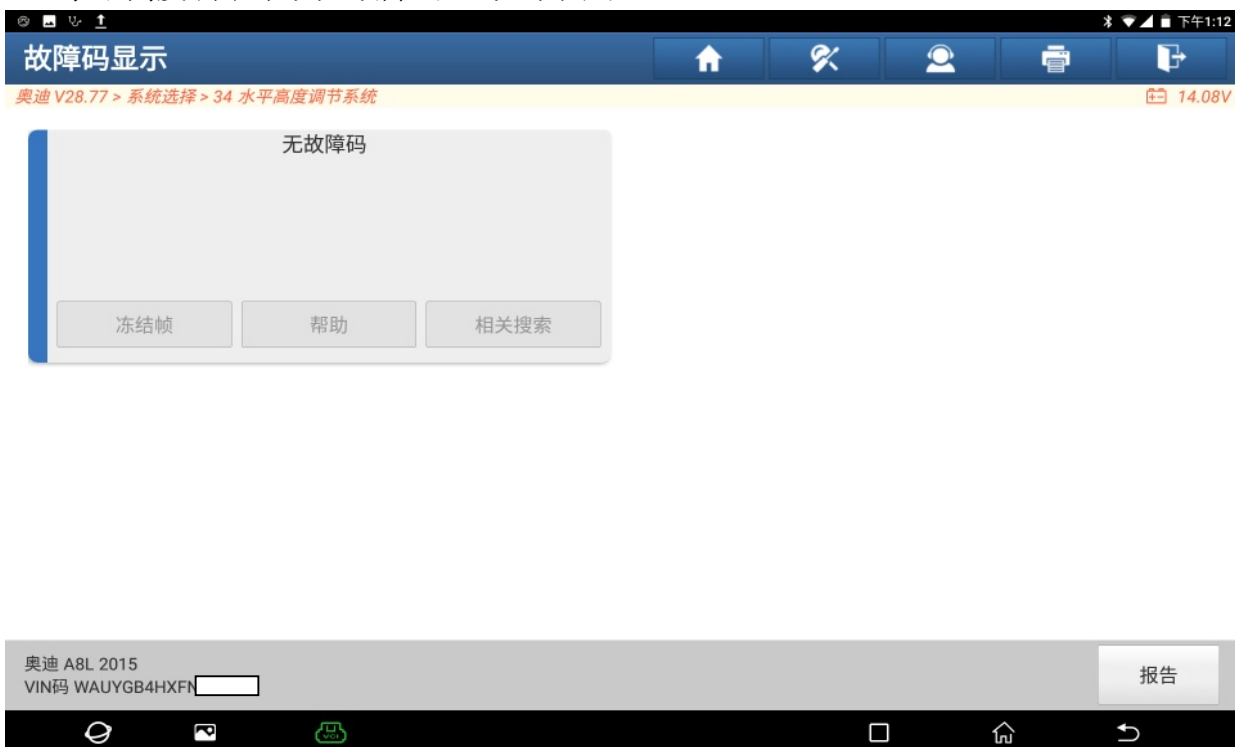 下午1:12
故障码显示
奥迪 V28.77 > 系统选择 > 34 水平高度调节系统
14.08V
无故障码
冻结帧
帮助
相关搜索
奥迪 A8L 2015
VIN码 WAUYGB4HXFN
报告
VCI